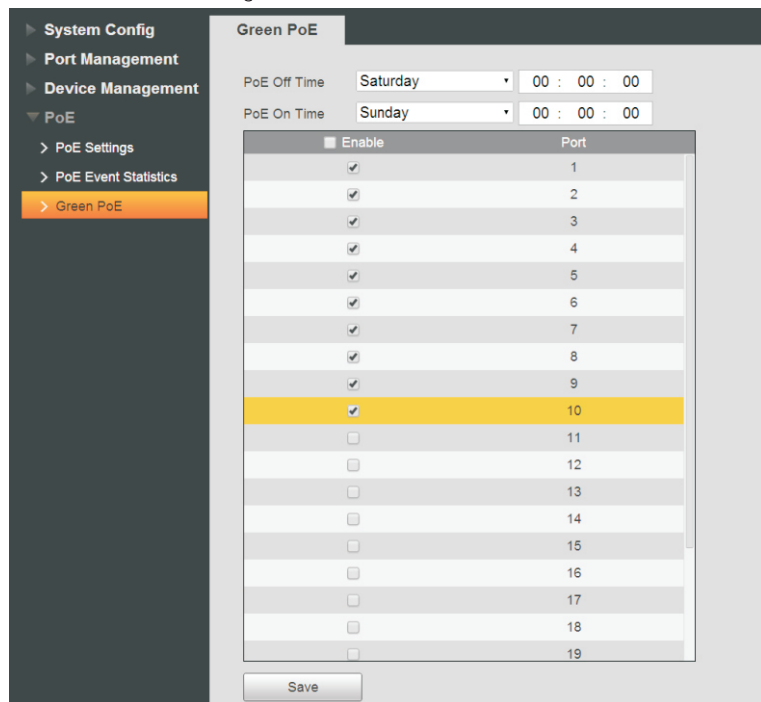 System Config
Port Management
Device Management
PoE
PoE Settings
PoE Event Statistics
Green PoE
Green PoE
PoE Off Time Saturday 00 : 00 : 00
PoE On Time Sunday 00 : 00 : 00
Enable Port
1
2
3
4
5
6
7
8
9
10
11
12
13
14
15
16
17
18
19
Save